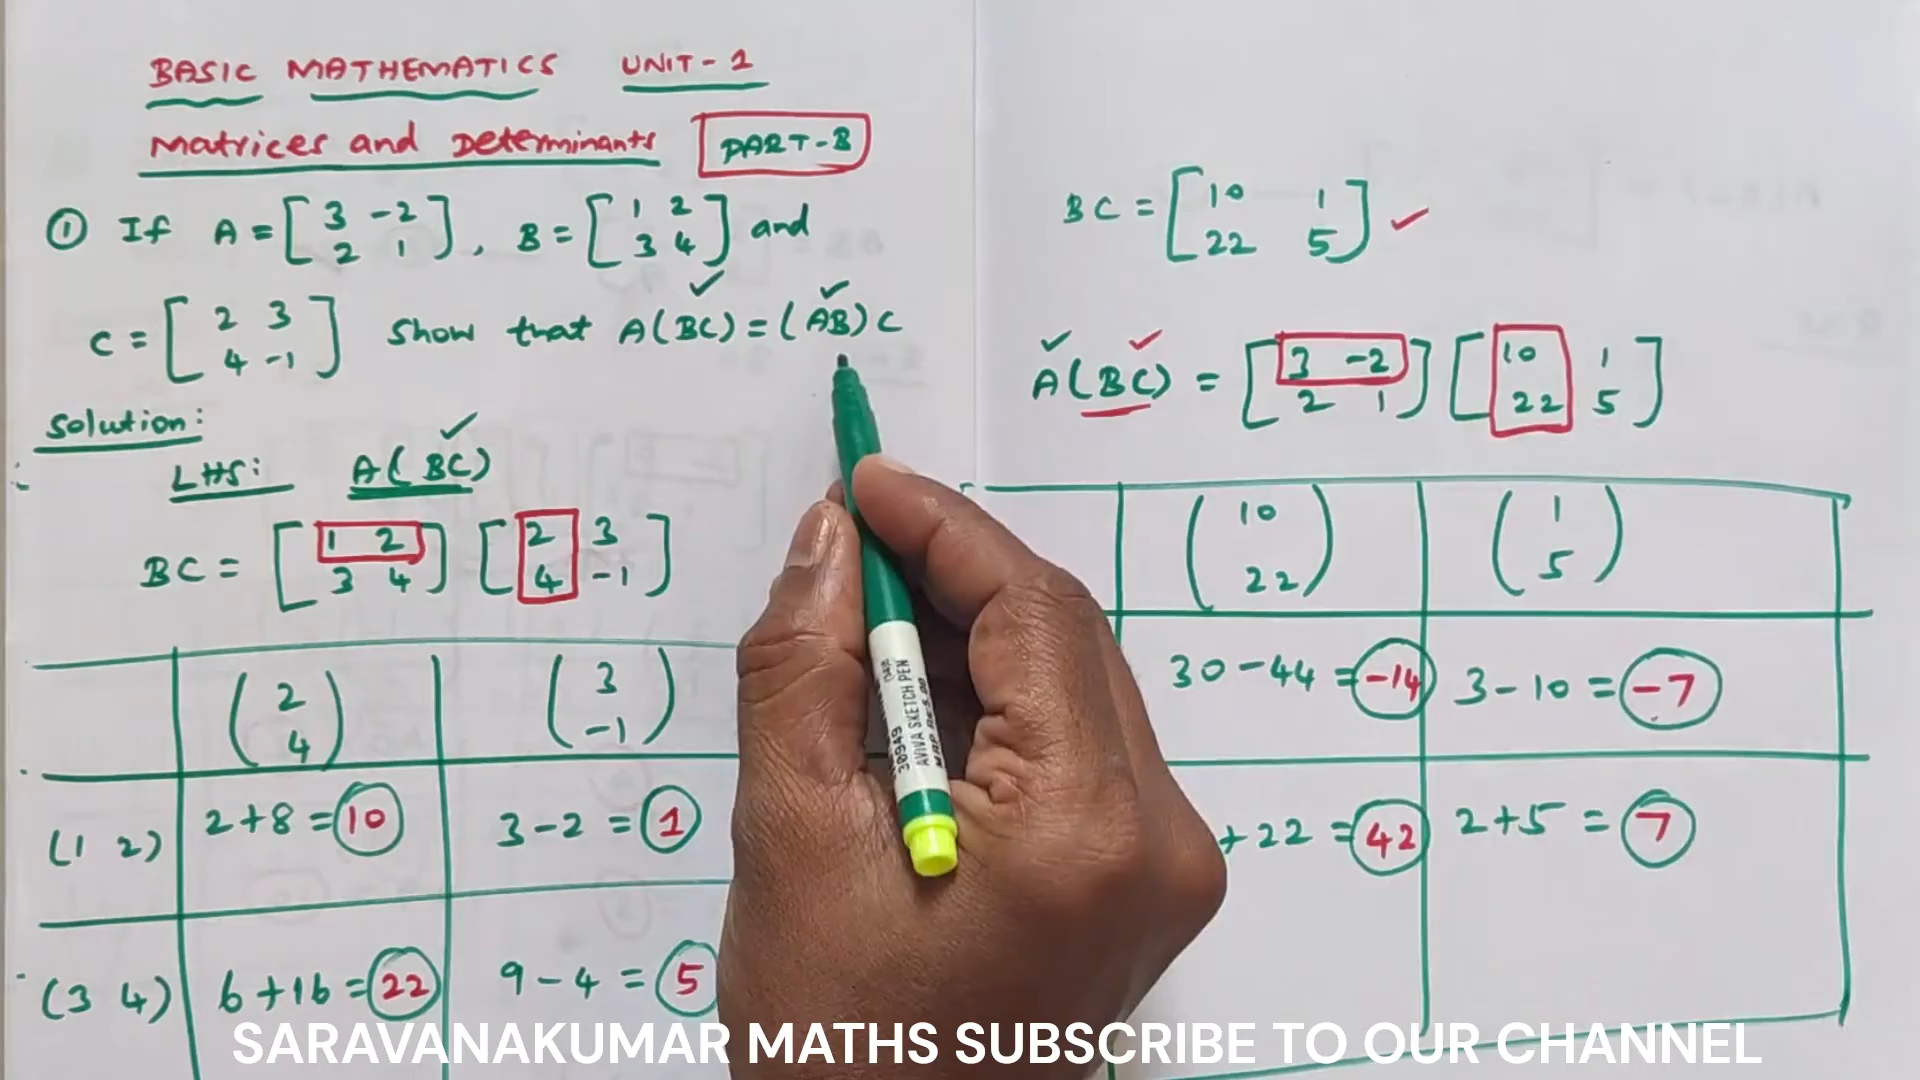 BASIC MATHEMATICS UNIT-1
Matrices and Determinants PART-B
① If A = [3 -2
2 1], B = [1 2
3 4] and
C = [2 3
4 -1] Show that A(BC) = (AB)C
Solution:
LHS: A(BC)
BC = [1 2
3 4] [2 3
4 -1]
(2
4) (3
-1)
(1 2) 2+8 = 10 3-2 = 1
(3 4) 6+16 = 22 9-4 = 5
BC = [10 1
22 5]
A(BC) = [3 -2
2 1] [10 1
22 5]
(10
22) (1
5)
30-44 = -14 3-10 = -7
+22 = 42 2+5 = 7
30949
AVIVA SKETCH PEN
SARAVANAKUMAR MATHS SUBSCRIBE TO OUR CHANNEL